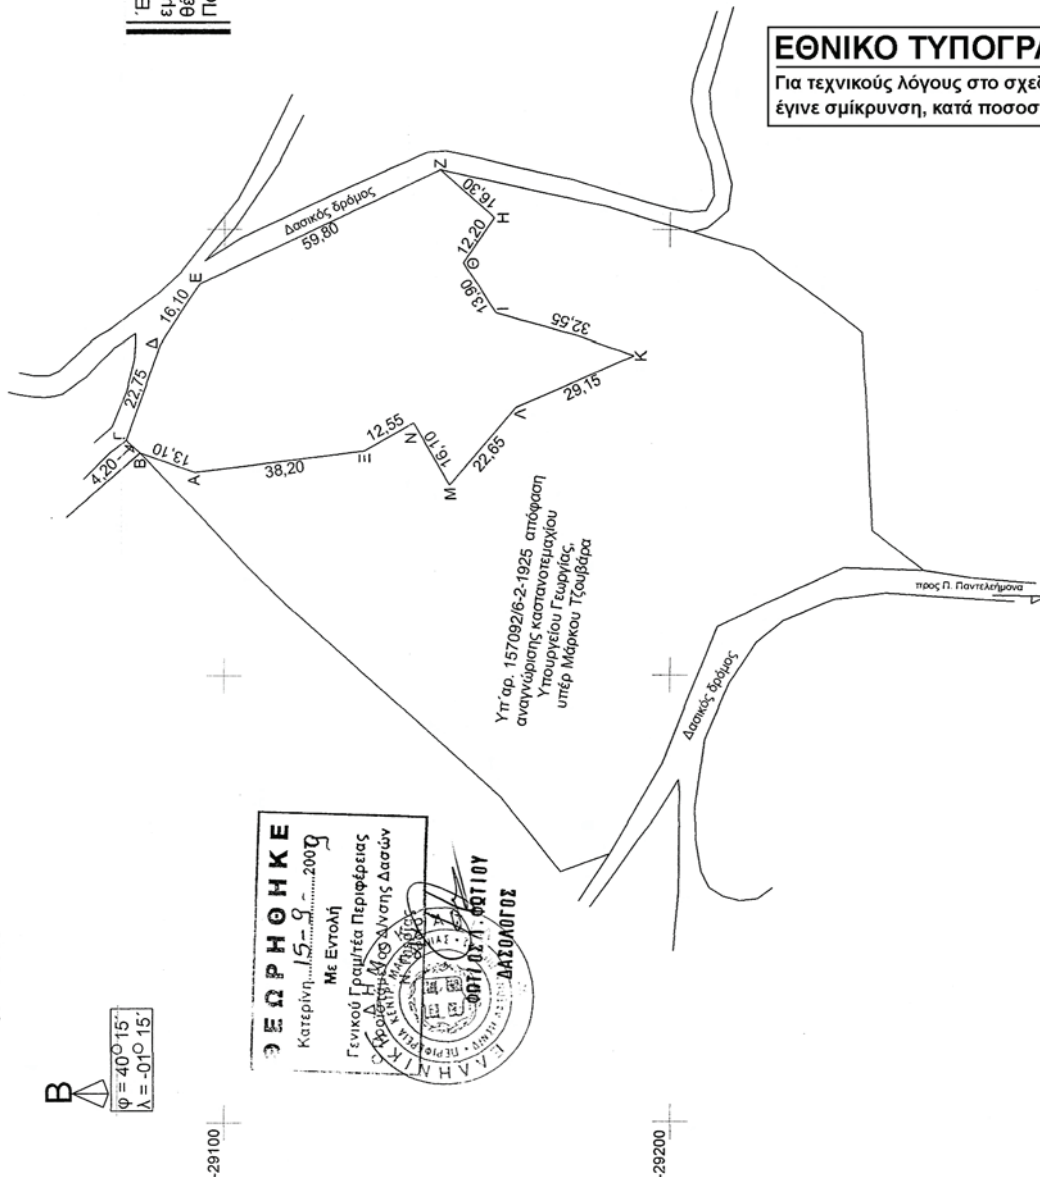 ΕΘΝΙΚΟ ΤΥΠΟΓΡΑ
Για τεχνικούς λόγους στο σχεδ
έγινε σμίκρυνση, κατά ποσοσ
Δασικός δρόμος
59,80
Ζ
16,30
Η
12,20
Θ
13,90
Ι
32,55
Κ
29,15
Λ
22,65
Μ
16,10
Ν
12,55
Ξ
38,20
Α
13,10
Β
4,20
Γ
22,75
Δ
16,10
Ε
Υπ΄αρ. 157092/6-2-1925 απόφαση
αναγνώρισης καστανοτεμαχίου
Υπουργείου Γεωργίας,
υπέρ Μάρκου Τζουβάρα
προς Π. Παντελεήμονα
Δασικός δρόμος
ΘΕΩΡΗΘΗΚΕ
Κατερίνη 15-9-2009
Με Εντολή
Γενικού Γραμ/τέα Περιφέρειας
Δ/νσης Δασών
ΦΩΤΙΟΣ Λ. ΦΩΤΙΟΥ
ΔΑΣΟΛΟΓΟΣ
Β
φ = 40° 15΄
λ = -01° 15΄
-29100
-29200